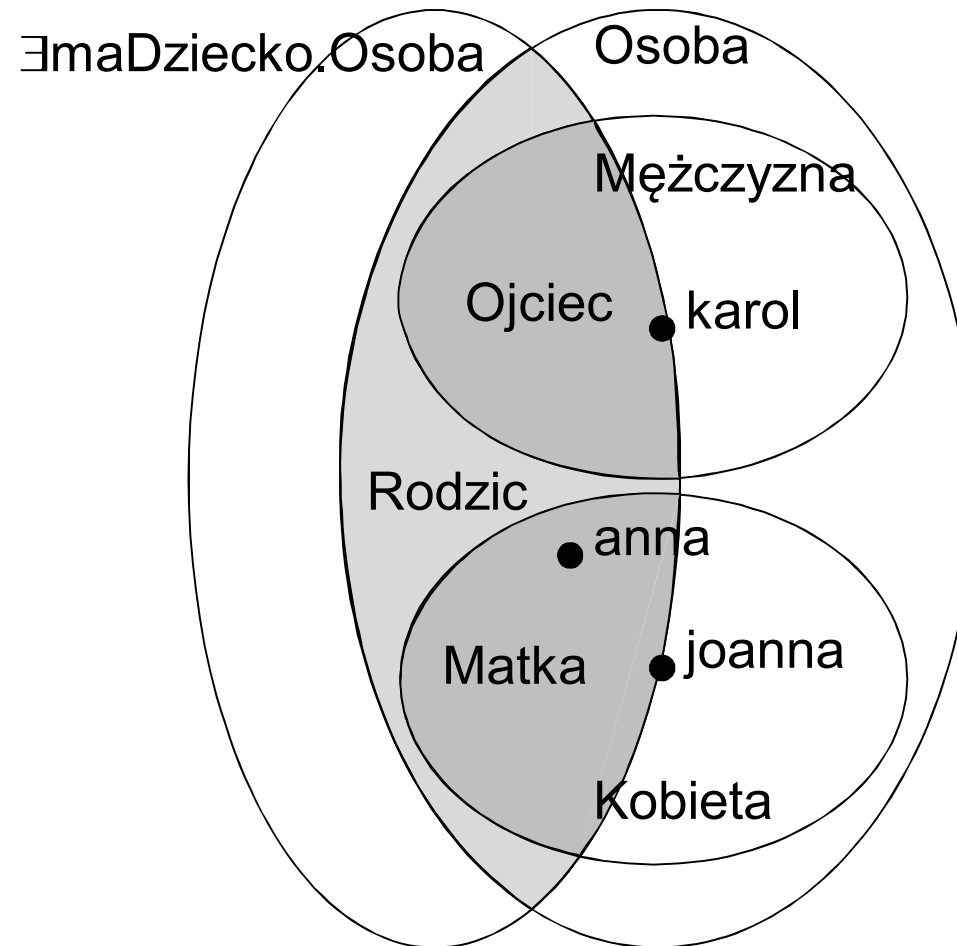 ∃maDziecko.Osoba
Osoba
Mężczyzna
Ojciec
karol
Rodzic
anna
Matka
joanna
Kobieta